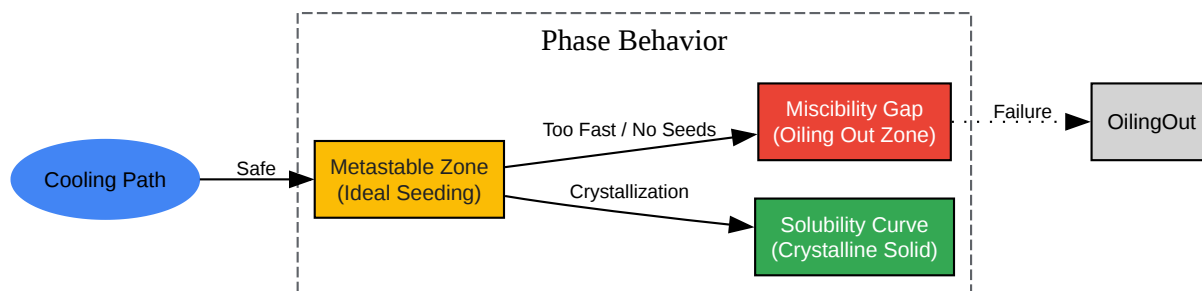 Phase Behavior
Cooling Path
Safe
Metastable Zone
(Ideal Seeding)
Too Fast / No Seeds
Crystallization
Miscibility Gap
(Oiling Out Zone)
Solubility Curve
(Crystalline Solid)
Failure
OilingOut